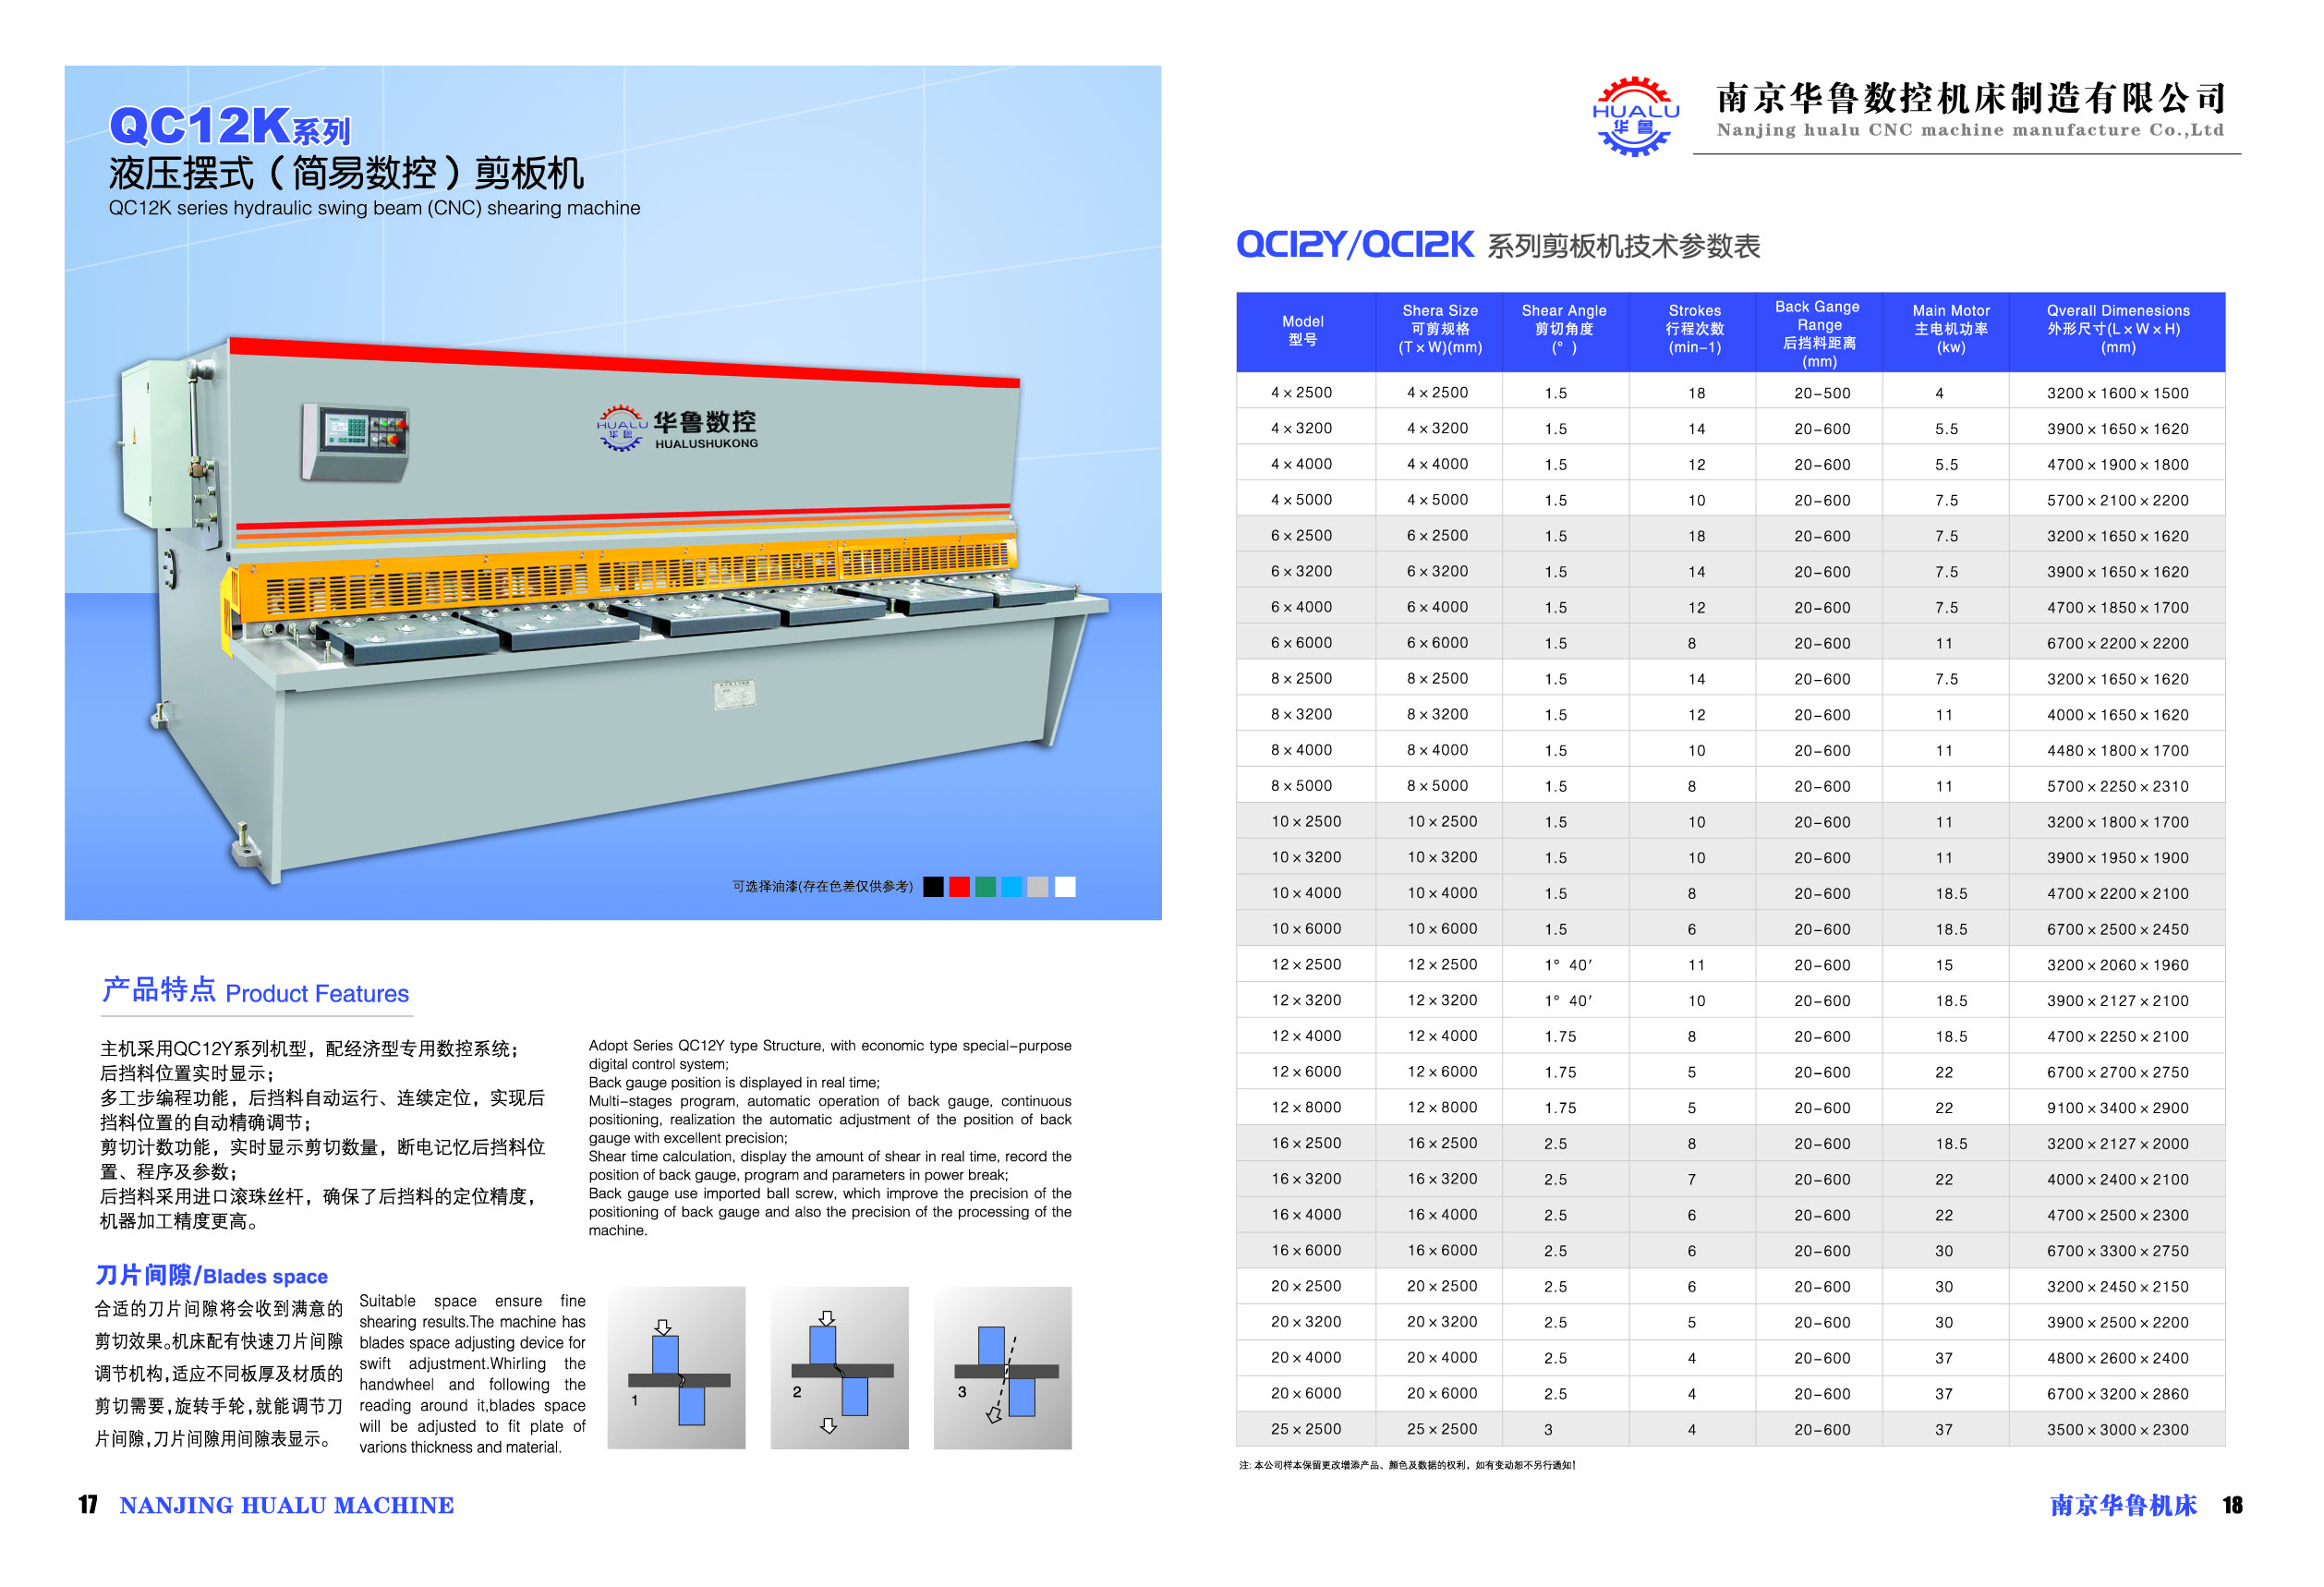 QC12K系列
液压摆式（简易数控）剪板机
QC12K series hydraulic swing beam (CNC) shearing machine
HUALU
华鲁
华鲁数控
HUALUSHUKONG
可选择油漆(存在色差仅供参考)
产品特点 Product Features
主机采用QC12Y系列机型，配经济型专用数控系统；
后挡料位置实时显示；
多工步编程功能，后挡料自动运行、连续定位，实现后
挡料位置的自动精确调节；
剪切计数功能，实时显示剪切数量，断电记忆后挡料位
置、程序及参数；
后挡料采用进口滚珠丝杆，确保了后挡料的定位精度，
机器加工精度更高。
Adopt Series QC12Y type Structure, with economic type special-purpose
digital control system;
Back gauge position is displayed in real time;
Multi-stages program, automatic operation of back gauge, continuous
positioning, realization the automatic adjustment of the position of back
gauge with excellent precision;
Shear time calculation, display the amount of shear in real time, record the
position of back gauge, program and parameters in power break;
Back gauge use imported ball screw, which improve the precision of the
positioning of back gauge and also the precision of the processing of the
machine.
刀片间隙/Blades space
合适的刀片间隙将会收到满意的
剪切效果。机床配有快速刀片间隙
调节机构,适应不同板厚及材质的
剪切需要,旋转手轮,就能调节刀
片间隙,刀片间隙用间隙表显示。
Suitable space ensure fine
shearing results.The machine has
blades space adjusting device for
swift adjustment.Whirling the
handwheel and following the
reading around it,blades space
will be adjusted to fit plate of
varions thickness and material.
1
2
3
17 NANJING HUALU MACHINE
HUALU
华鲁
南京华鲁数控机床制造有限公司
Nanjing hualu CNC machine manufacture Co.,Ltd
QC12Y/QC12K 系列剪板机技术参数表
Model 型号 | Shera Size 可剪规格 (T×W)(mm) | Shear Angle 剪切角度 (° ) | Strokes 行程次数 (min-1) | Back Gange Range 后挡料距离 (mm) | Main Motor 主电机功率 (kw) | Qverall Dimenesions 外形尺寸(L×W×H) (mm)
4×2500 4×2500 1.5 18 20-500 4 3200×1600×1500
4×3200 4×3200 1.5 14 20-600 5.5 3900×1650×1620
4×4000 4×4000 1.5 12 20-600 5.5 4700×1900×1800
4×5000 4×5000 1.5 10 20-600 7.5 5700×2100×2200
6×2500 6×2500 1.5 18 20-600 7.5 3200×1650×1620
6×3200 6×3200 1.5 14 20-600 7.5 3900×1650×1620
6×4000 6×4000 1.5 12 20-600 7.5 4700×1850×1700
6×6000 6×6000 1.5 8 20-600 11 6700×2200×2200
8×2500 8×2500 1.5 14 20-600 7.5 3200×1650×1620
8×3200 8×3200 1.5 12 20-600 11 4000×1650×1620
8×4000 8×4000 1.5 10 20-600 11 4480×1800×1700
8×5000 8×5000 1.5 8 20-600 11 5700×2250×2310
10×2500 10×2500 1.5 10 20-600 11 3200×1800×1700
10×3200 10×3200 1.5 10 20-600 11 3900×1950×1900
10×4000 10×4000 1.5 8 20-600 18.5 4700×2200×2100
10×6000 10×6000 1.5 6 20-600 18.5 6700×2500×2450
12×2500 12×2500 1° 40′ 11 20-600 15 3200×2060×1960
12×3200 12×3200 1° 40′ 10 20-600 18.5 3900×2127×2100
12×4000 12×4000 1.75 8 20-600 18.5 4700×2250×2100
12×6000 12×6000 1.75 5 20-600 22 6700×2700×2750
12×8000 12×8000 1.75 5 20-600 22 9100×3400×2900
16×2500 16×2500 2.5 8 20-600 18.5 3200×2127×2000
16×3200 16×3200 2.5 7 20-600 22 4000×2400×2100
16×4000 16×4000 2.5 6 20-600 22 4700×2500×2300
16×6000 16×6000 2.5 6 20-600 30 6700×3300×2750
20×2500 20×2500 2.5 6 20-600 30 3200×2450×2150
20×3200 20×3200 2.5 5 20-600 30 3900×2500×2200
20×4000 20×4000 2.5 4 20-600 37 4800×2600×2400
20×6000 20×6000 2.5 4 20-600 37 6700×3200×2860
25×2500 25×2500 3 4 20-600 37 3500×3000×2300
注: 本公司样本保留更改增添产品、颜色及数据的权利，如有变动恕不另行通知！
南京华鲁机床 18